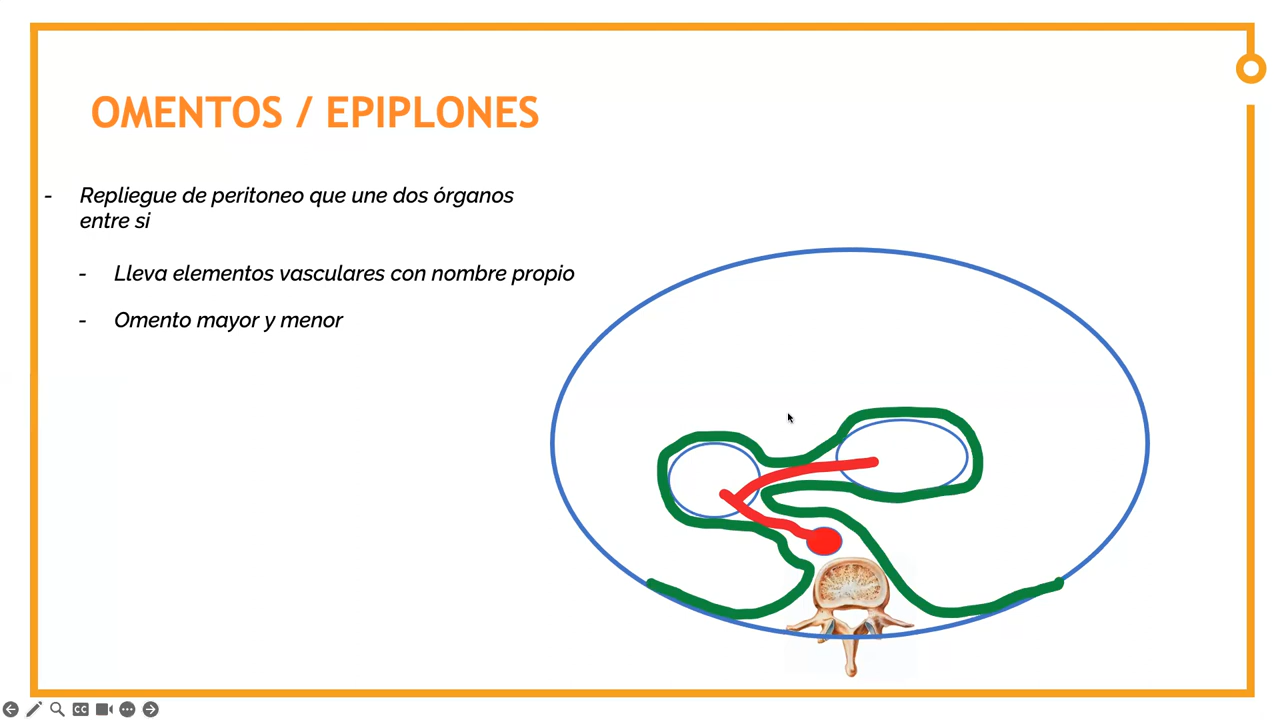 OMENTOS / EPIPLONES
- Repliegue de peritoneo que une dos órganos
entre si
- Lleva elementos vasculares con nombre propio
- Omento mayor y menor
CC